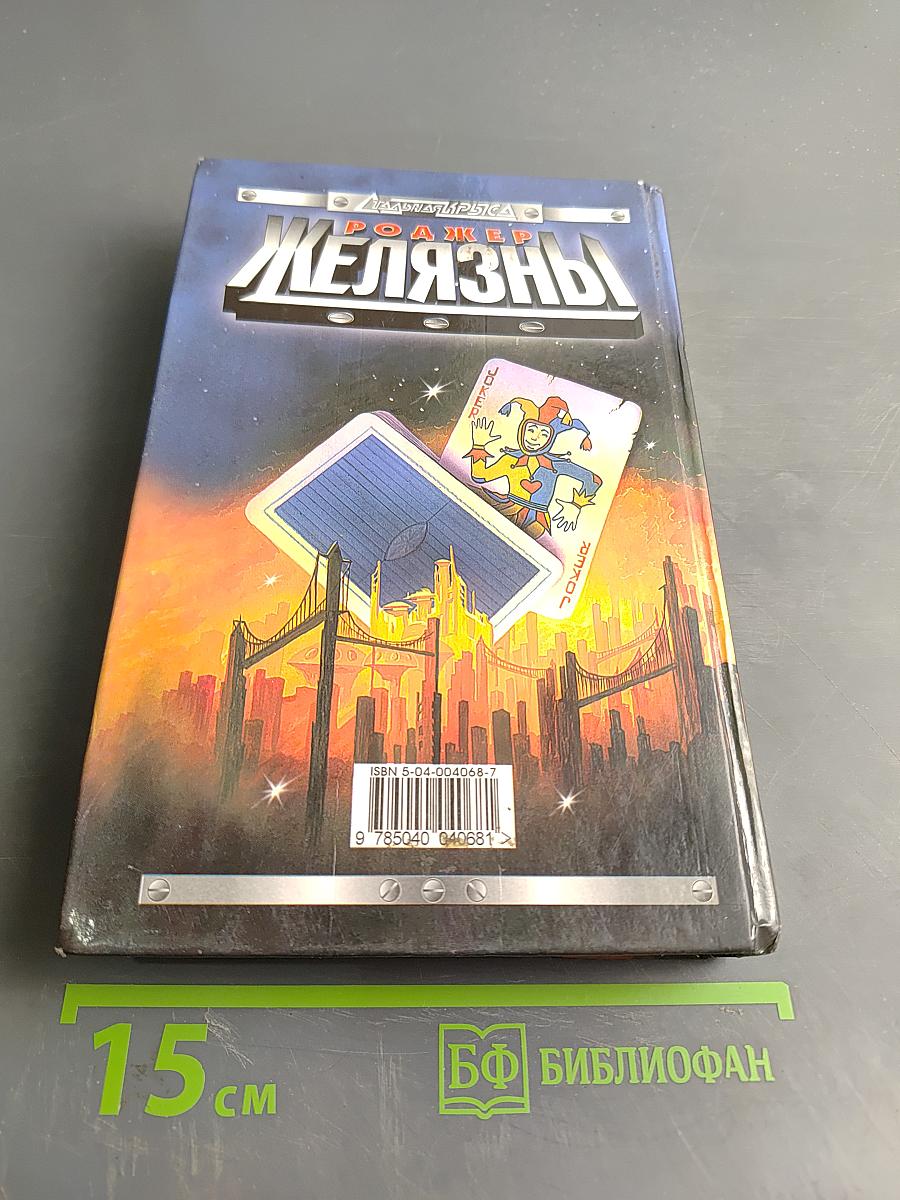 СТАЛЬНАЯ КРЫСА
РОДЖЕР
ЖЕЛЯЗНЫ
JOKER
JOKER
ISBN 5-04-004068-7
9 785040 040681 >
15 см
БФ БИБЛИОФАН